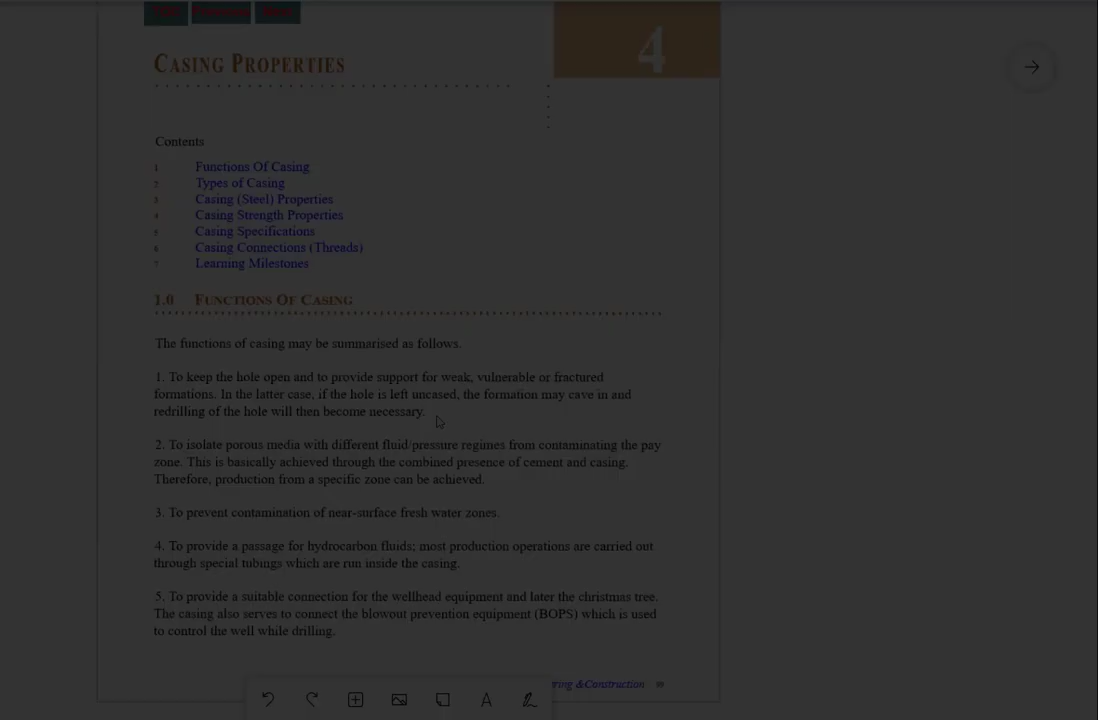 4
CASING PROPERTIES
Contents
1 Functions Of Casing
2 Types of Casing
3 Casing (Steel) Properties
4 Casing Strength Properties
5 Casing Specifications
6 Casing Connections (Threads)
7 Learning Milestones
1.0 FUNCTIONS OF CASING
The functions of casing may be summarised as follows.
1. To keep the hole open and to provide support for weak, vulnerable or fractured
formations. In the latter case, if the hole is left uncased, the formation may cave in and
redrilling of the hole will then become necessary.
2. To isolate porous media with different fluid/pressure regimes from contaminating the pay
zone. This is basically achieved through the combined presence of cement and casing.
Therefore, production from a specific zone can be achieved.
3. To prevent contamination of near-surface fresh water zones.
4. To provide a passage for hydrocarbon fluids; most production operations are carried out
through special tubings which are run inside the casing.
5. To provide a suitable connection for the wellhead equipment and later the christmas tree.
The casing also serves to connect the blowout prevention equipment (BOPS) which is used
to control the well while drilling.
ring &Construction
A